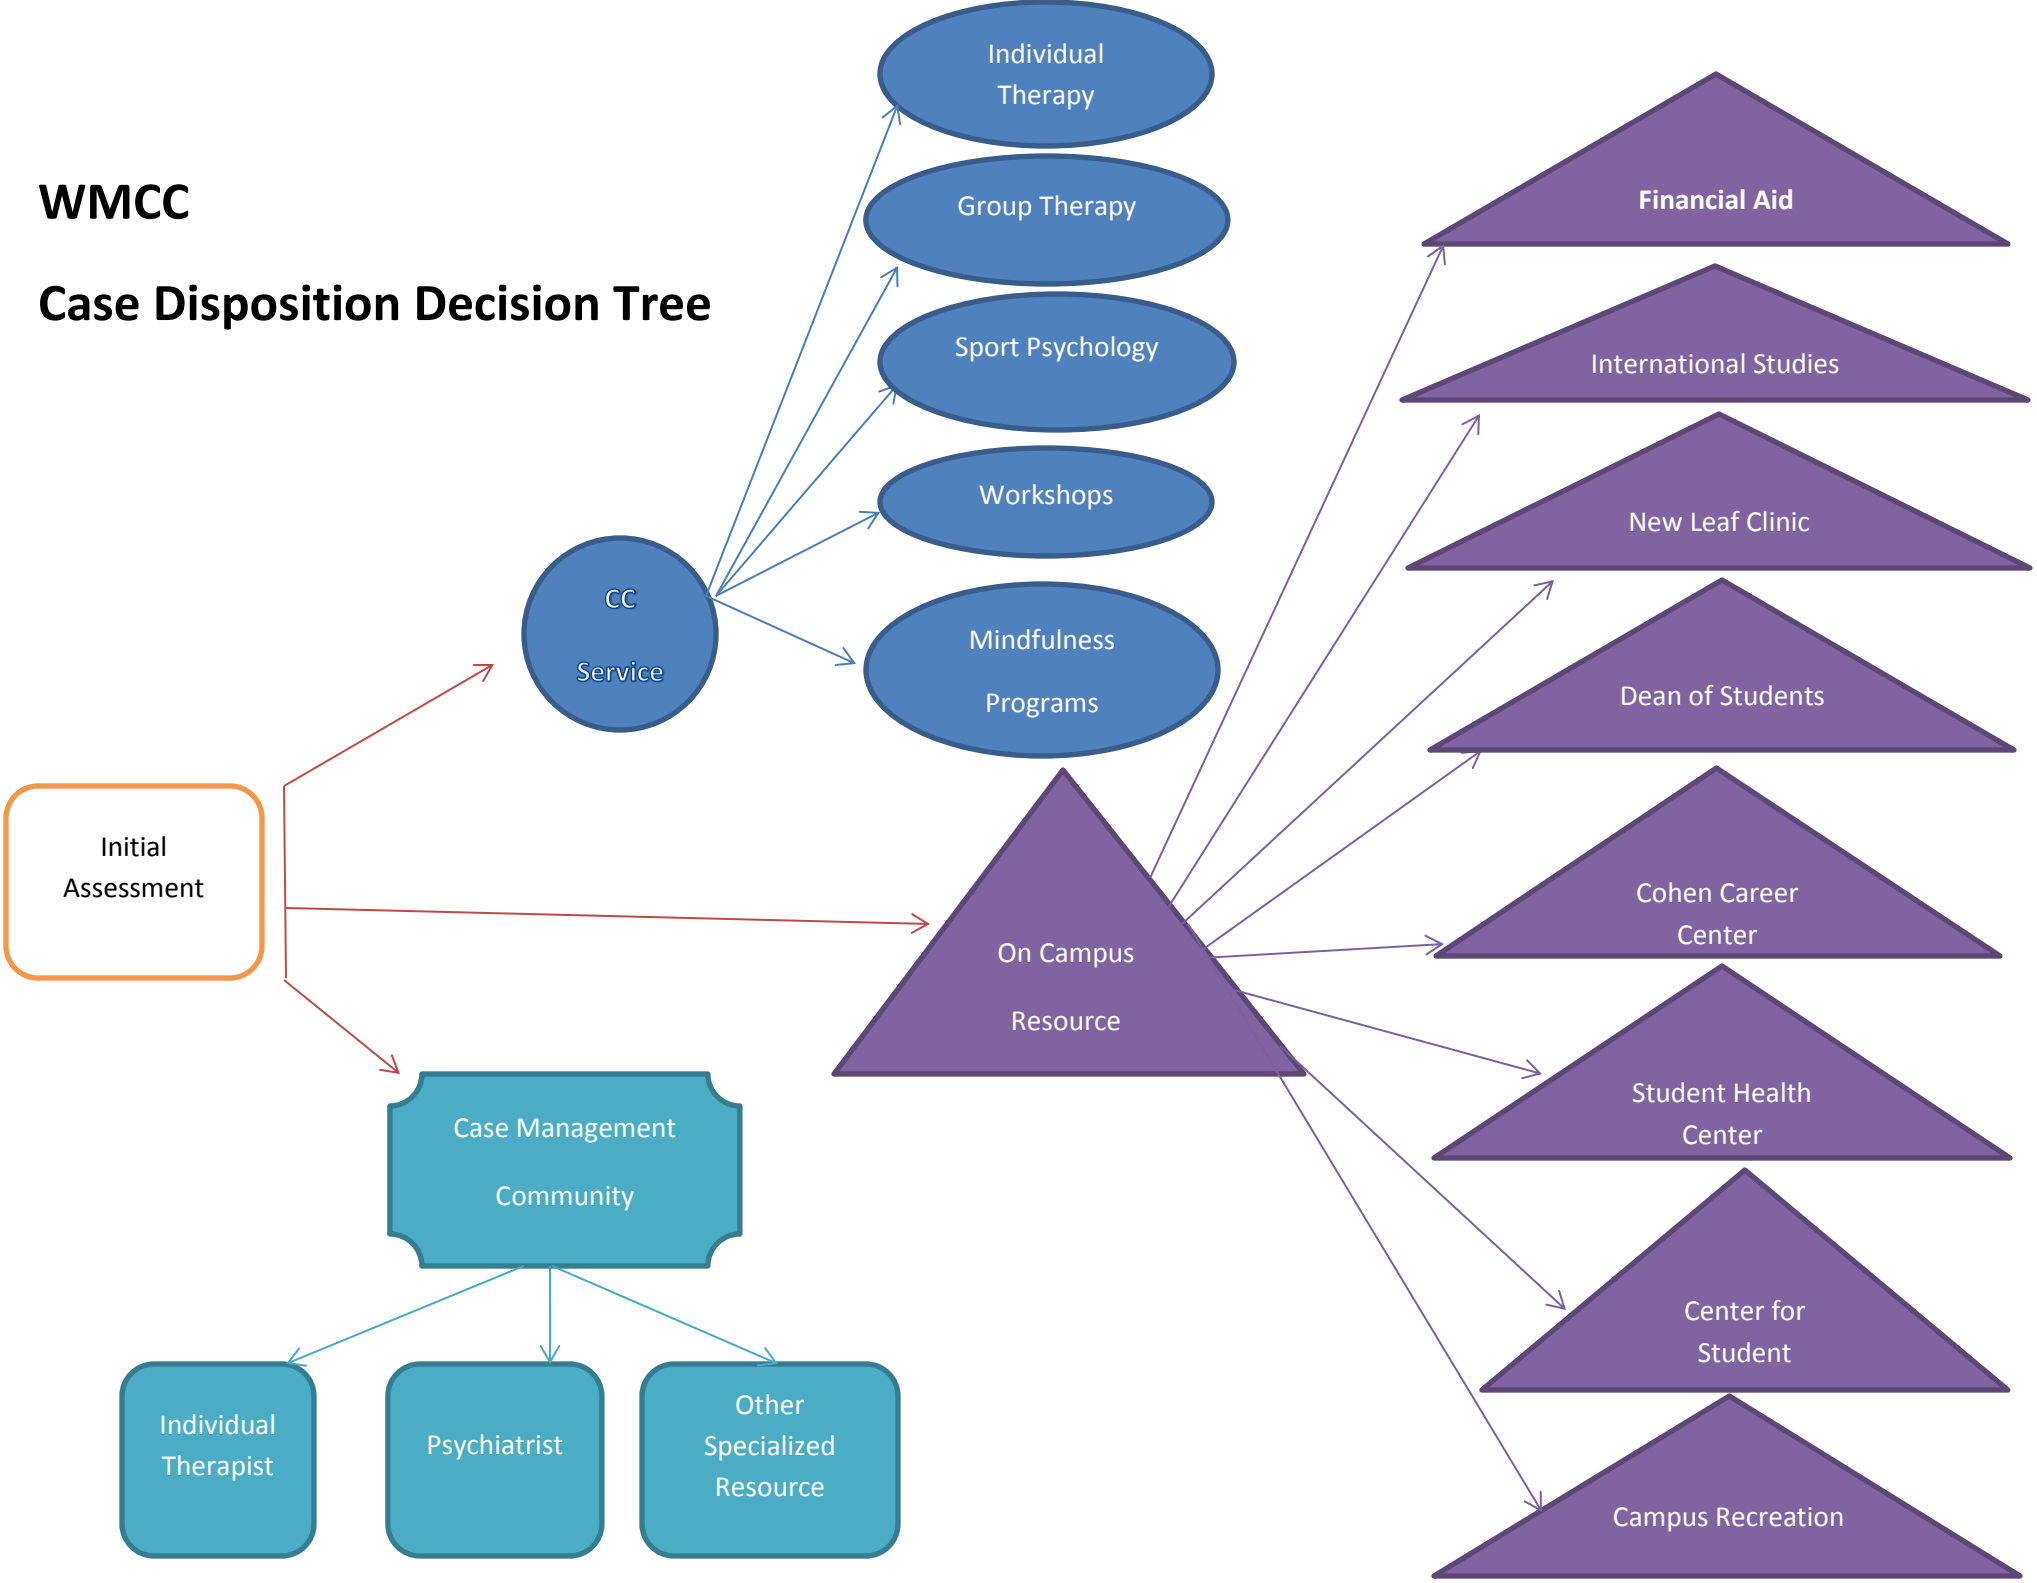 WMCC
Case Disposition Decision Tree
Individual
Therapy
Group Therapy
Sport Psychology
Workshops
Mindfulness
Programs
CC
Service
Initial
Assessment
On Campus
Resource
Case Management
Community
Individual
Therapist
Psychiatrist
Other
Specialized
Resource
Financial Aid
International Studies
New Leaf Clinic
Dean of Students
Cohen Career
Center
Student Health
Center
Center for
Student
Campus Recreation